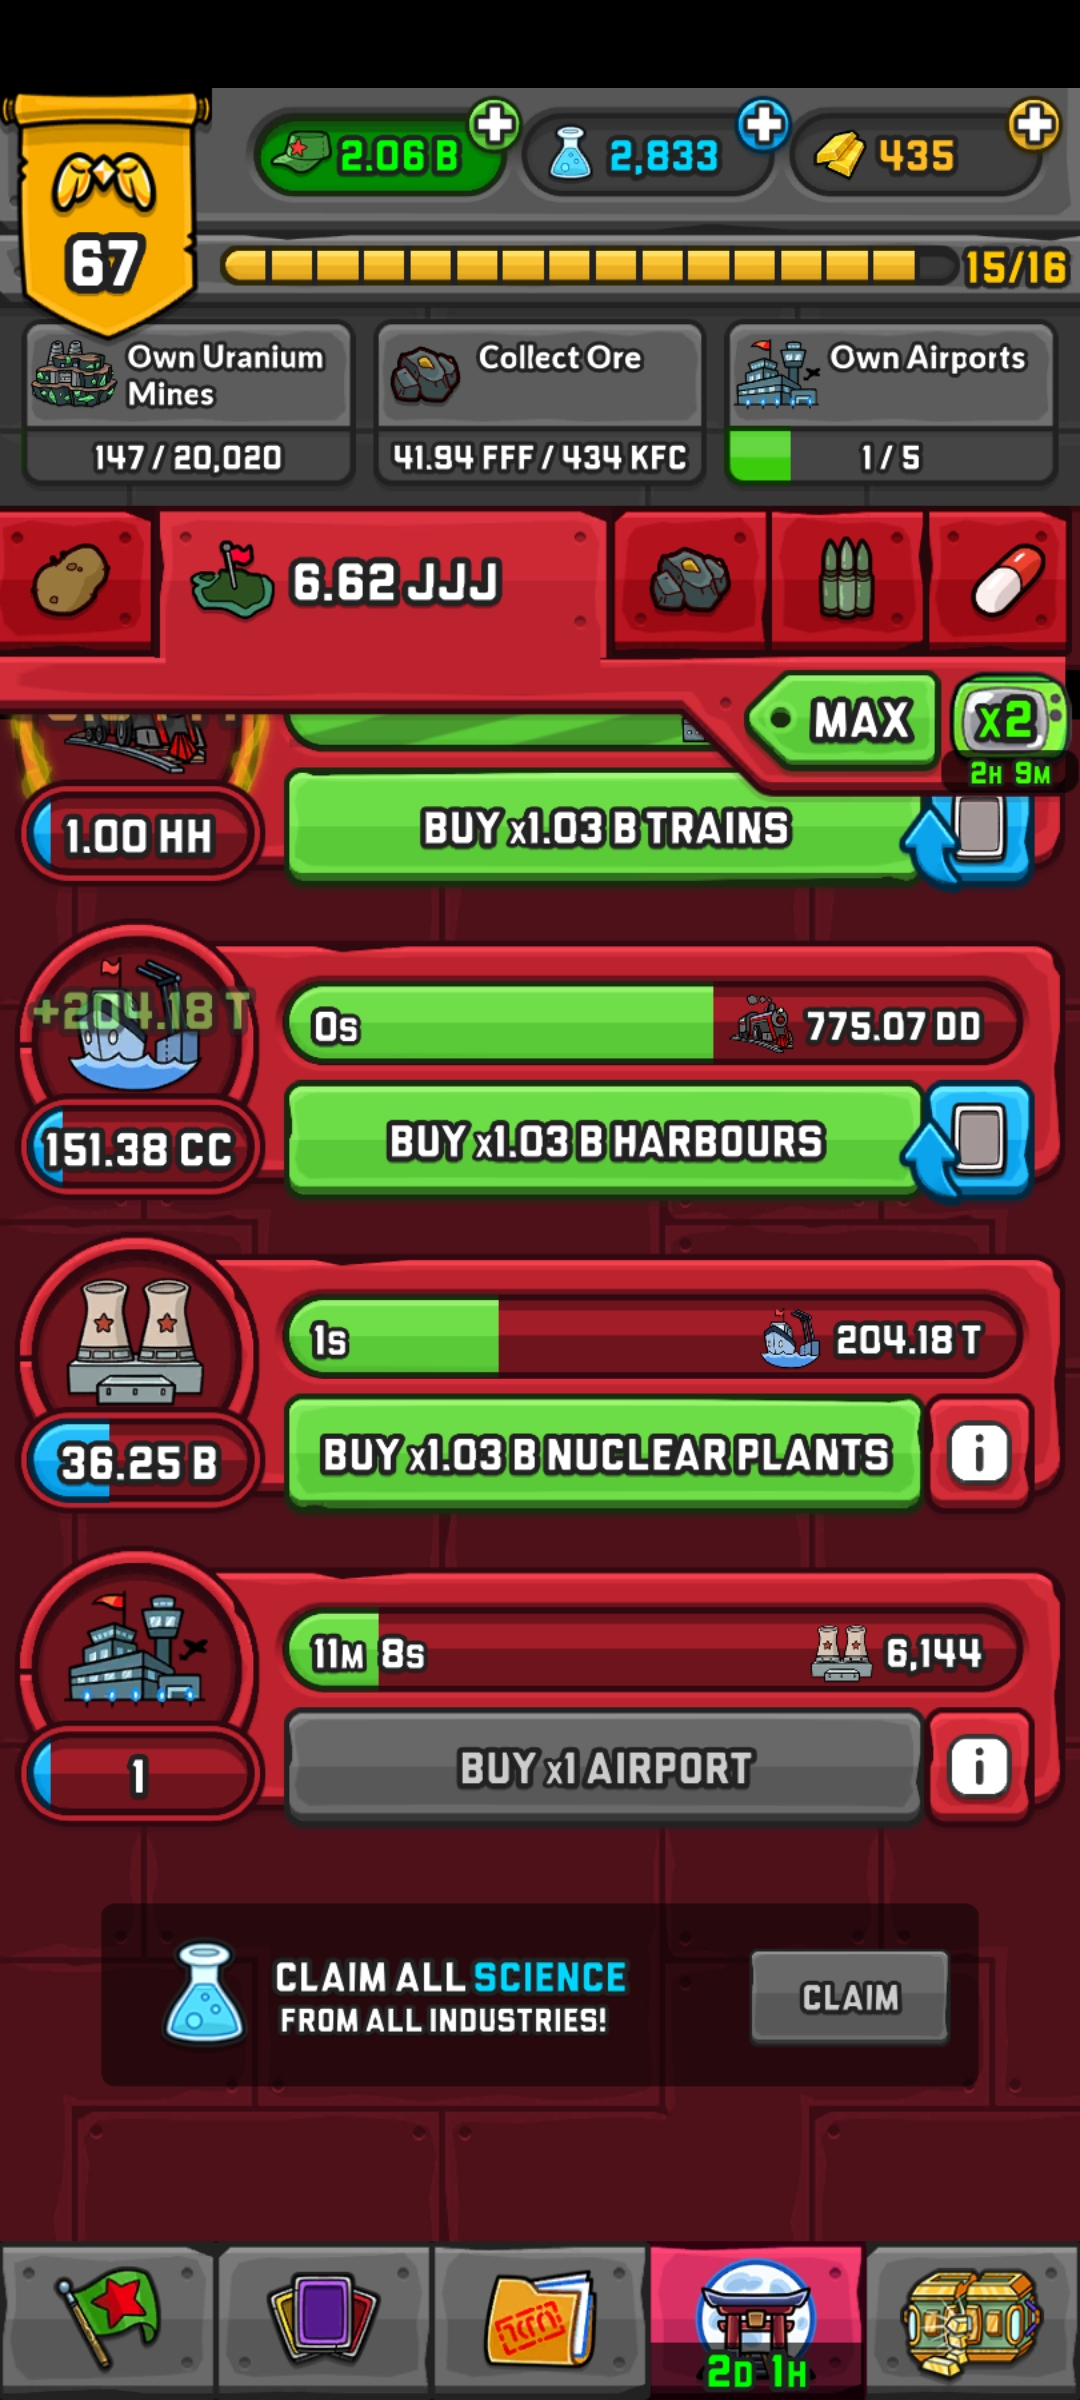 2.06 B
2,833
435
67
15/16
Own Uranium
Mines
147 / 20,020
Collect Ore
41.94 FFF / 434 KFC
Own Airports
1 / 5
6.62 JJJ
MAX
x2
2H 9M
1.00 HH
BUY x1.03 B TRAINS
+204.18 T
0s
775.07 DD
151.38 CC
BUY x1.03 B HARBOURS
1s
204.18 T
36.25 B
BUY x1.03 B NUCLEAR PLANTS
i
11M 8s
6,144
1
BUY x1 AIRPORT
i
CLAIM ALL SCIENCE
FROM ALL INDUSTRIES!
CLAIM
2D 1H